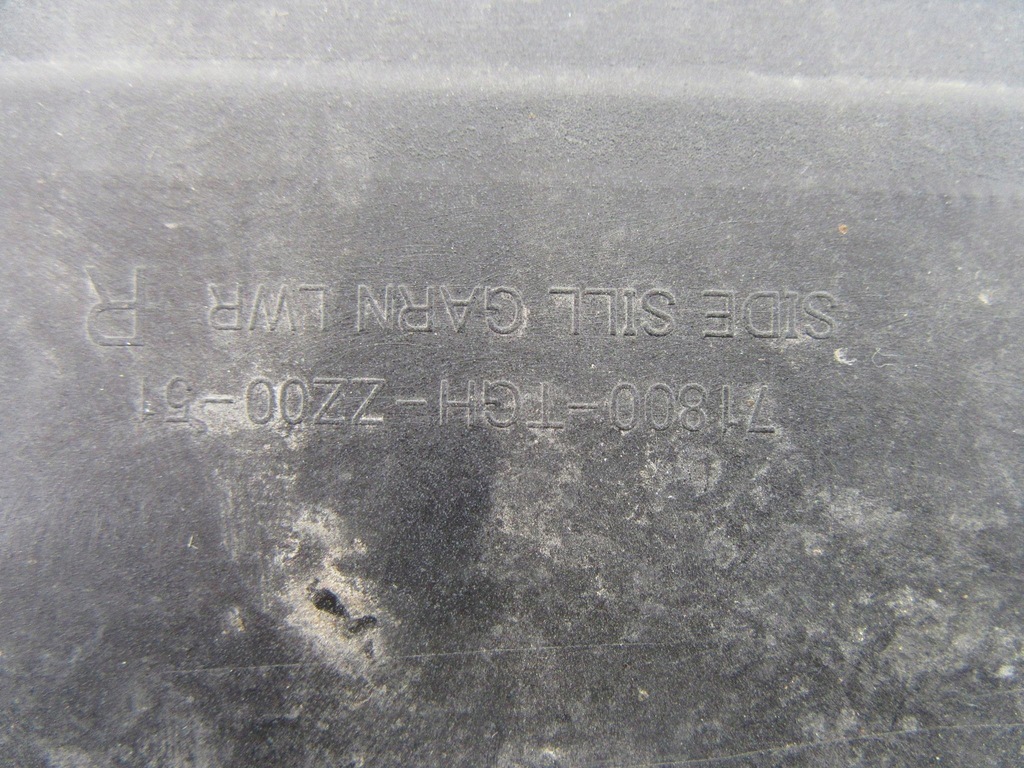 71800-TGH-ZZ00-51
SIDE SILL GARN LWR R